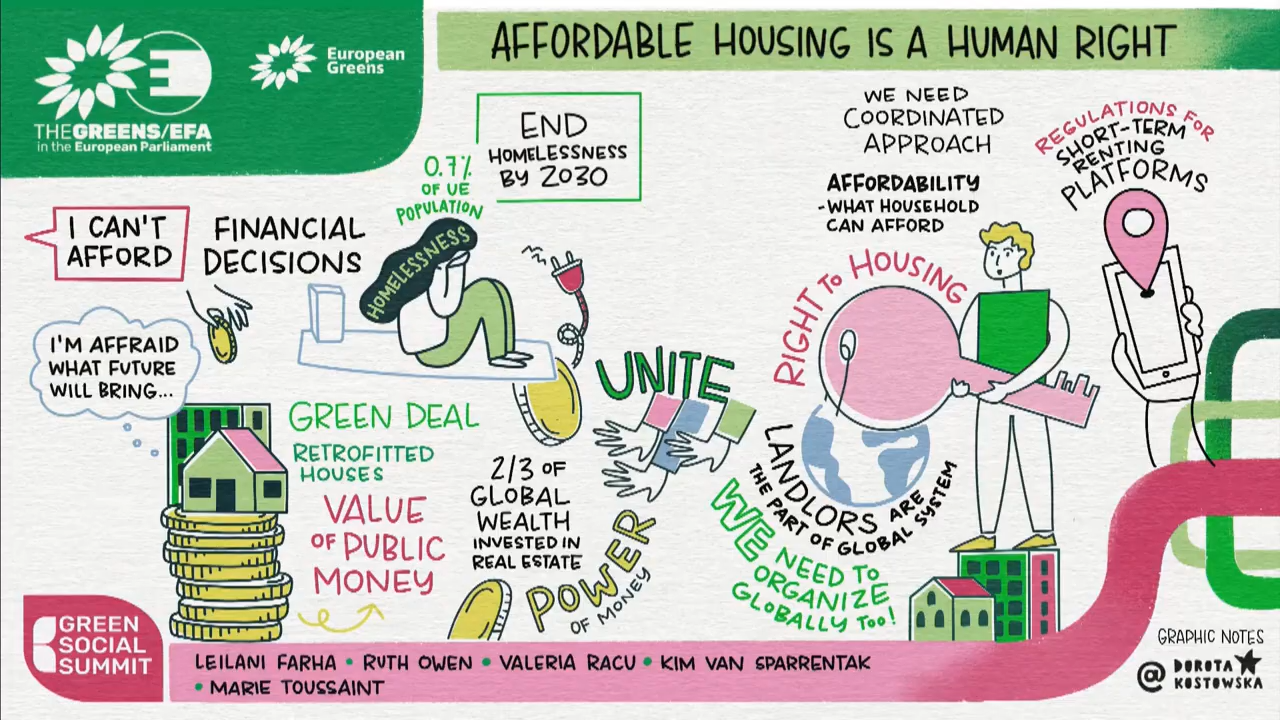 THE GREENS/EFA
in the European Parliament
European
Greens
AFFORDABLE HOUSING IS A HUMAN RIGHT
I CAN'T
AFFORD
FINANCIAL
DECISIONS
I'M AFFRAID
WHAT FUTURE
WILL BRING...
0.7%
OF UE
POPULATION
HOMELESSNESS
END
HOMELESSNESS
BY 2030
GREEN DEAL
RETROFITTED
HOUSES
VALUE
OF PUBLIC
MONEY
2/3 OF
GLOBAL
WEALTH
INVESTED IN
REAL ESTATE
UNITE
POWER
OF MONEY
WE NEED
COORDINATED
APPROACH
AFFORDABILITY
-WHAT HOUSEHOLD
CAN AFFORD
RIGHT TO HOUSING
LANDLORS ARE
THE PART OF GLOBAL SYSTEM
WE NEED TO
ORGANIZE
GLOBALLY TOO!
REGULATIONS FOR
SHORT-TERM
RENTING
PLATFORMS
GREEN
SOCIAL
SUMMIT
LEILANI FARHA • RUTH OWEN • VALERIA RACU • KIM VAN SPARRENTAK
• MARIE TOUSSAINT
GRAPHIC NOTES
@ DOROTA
KOSTOWSKA